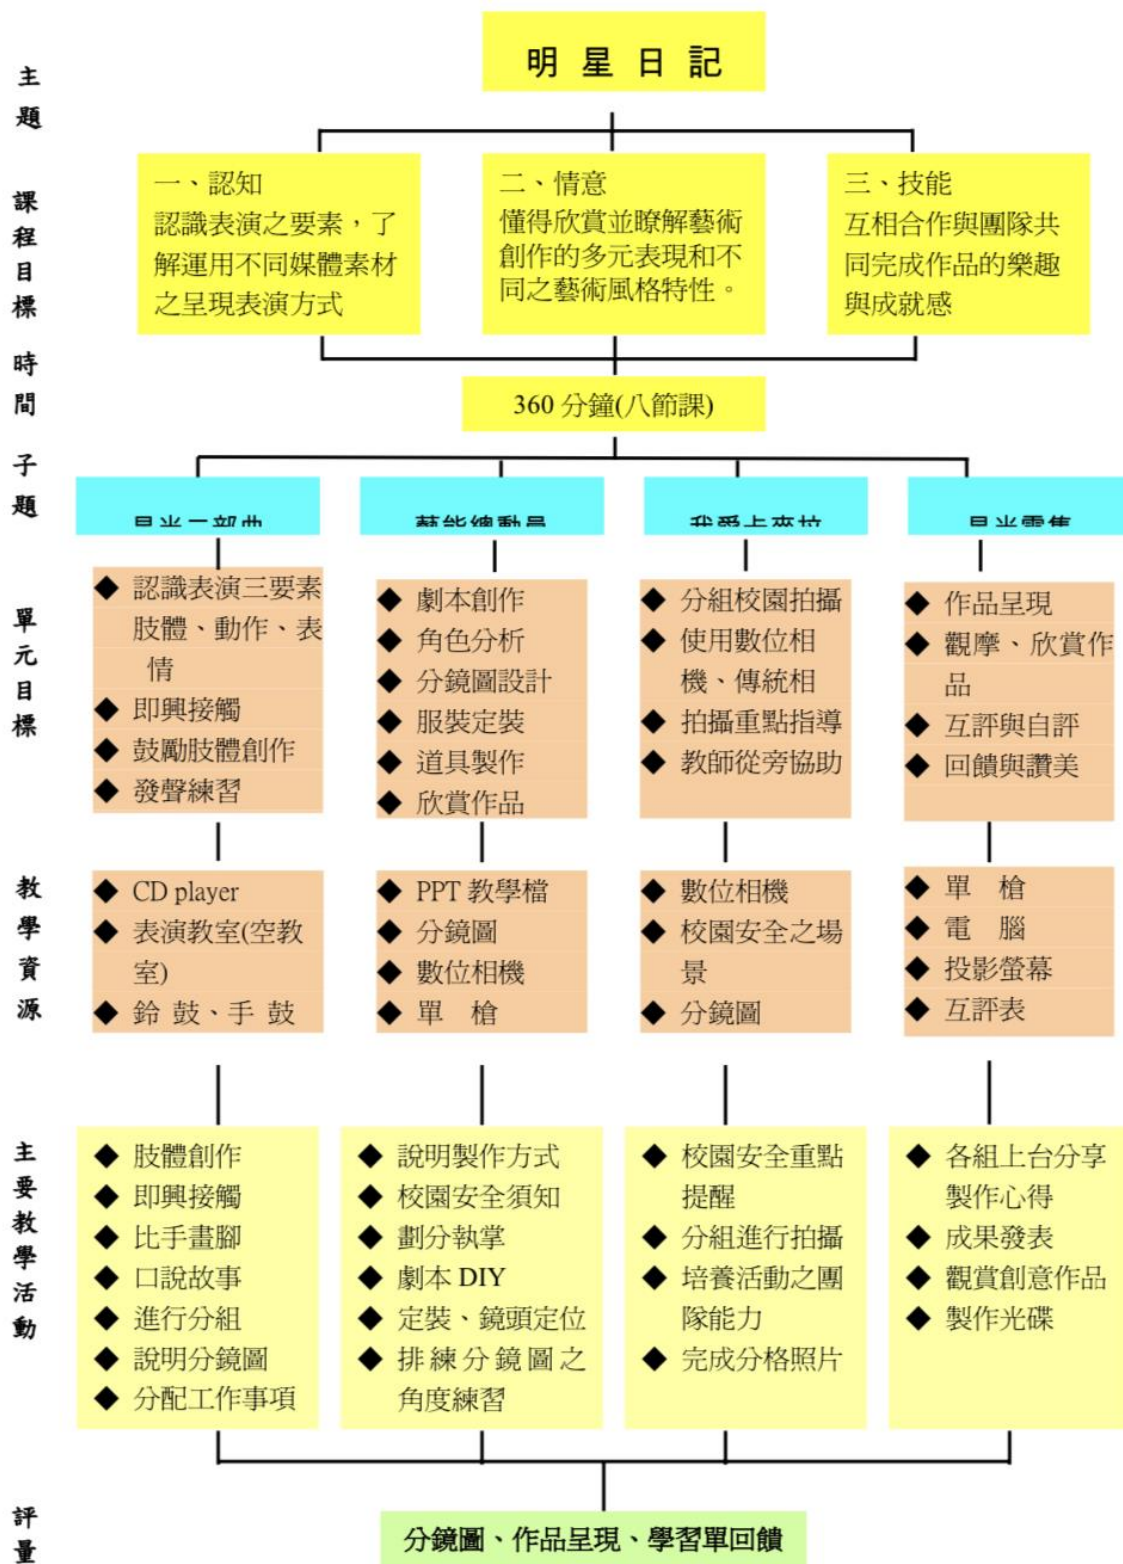 主題
明 星 日 記
課程目標
一、認知
認識表演之要素，了
解運用不同媒體素材
之呈現表演方式
二、情意
懂得欣賞並瞭解藝術
創作的多元表現和不
同之藝術風格特性。
三、技能
互相合作與團隊共
同完成作品的樂趣
與成就感
時間
360 分鐘(八節課)
子題
星光 部曲
藝能總動員
我愛卡麥拉
星光雲集
單元目標
◆ 認識表演三要素
肢體、動作、表
情
◆ 即興接觸
◆ 鼓勵肢體創作
◆ 發聲練習
◆ 劇本創作
◆ 角色分析
◆ 分鏡圖設計
◆ 服裝定裝
◆ 道具製作
◆ 欣賞作品
◆ 分組校園拍攝
◆ 使用數位相
機、傳統相
◆ 拍攝重點指導
◆ 教師從旁協助
◆ 作品呈現
◆ 觀摩、欣賞作
品
◆ 互評與自評
◆ 回饋與讚美
教學資源
◆ CD player
◆ 表演教室(空教
室)
◆ 鈴 鼓、手 鼓
◆ PPT 教學檔
◆ 分鏡圖
◆ 數位相機
◆ 單 槍
◆ 數位相機
◆ 校園安全之場
景
◆ 分鏡圖
◆ 單 槍
◆ 電 腦
◆ 投影螢幕
◆ 互評表
主要教學活動
◆ 肢體創作
◆ 即興接觸
◆ 比手畫腳
◆ 口說故事
◆ 進行分組
◆ 說明分鏡圖
◆ 分配工作事項
◆ 說明製作方式
◆ 校園安全須知
◆ 劃分執掌
◆ 劇本 DIY
◆ 定裝、鏡頭定位
◆ 排練分鏡圖之
角度練習
◆ 校園安全重點
提醒
◆ 分組進行拍攝
◆ 培養活動之團
隊能力
◆ 完成分格照片
◆ 各組上台分享
製作心得
◆ 成果發表
◆ 觀賞創意作品
◆ 製作光碟
評量
分鏡圖、作品呈現、學習單回饋